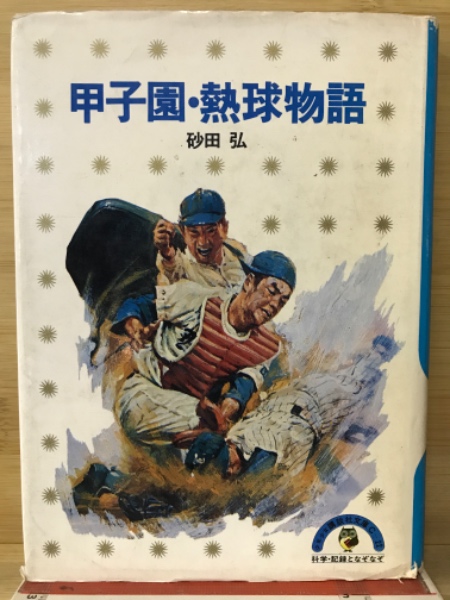 甲子園・熱球物語
砂田 弘
科学・記録となぞなぞ